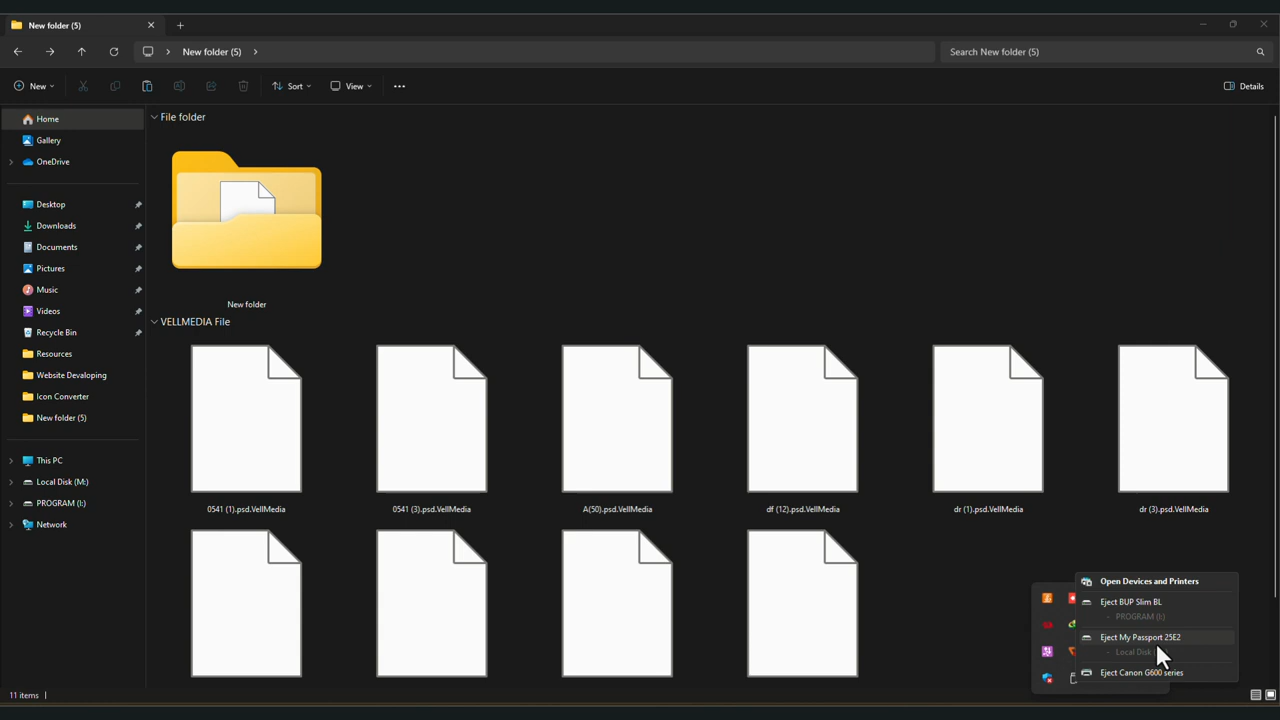 New folder (5)
New folder (5)
Search New folder (5)
New
Sort
View
Details
Home
Gallery
OneDrive
Desktop
Downloads
Documents
Pictures
Music
Videos
Recycle Bin
Resources
Website Devaloping
Icon Converter
New folder (5)
This PC
Local Disk (M:)
PROGRAM (I:)
Network
File folder
New folder
VELLMEDIA File
0541 (1).psd.VellMedia
0541 (3).psd.VellMedia
A(50).psd.VellMedia
df (12).psd.VellMedia
dr (1).psd.VellMedia
dr (3).psd.VellMedia
Open Devices and Printers
Eject BUP Slim BL
- PROGRAM (I:)
Eject My Passport 25E2
- Local Disk
Eject Canon G600 series
11 items